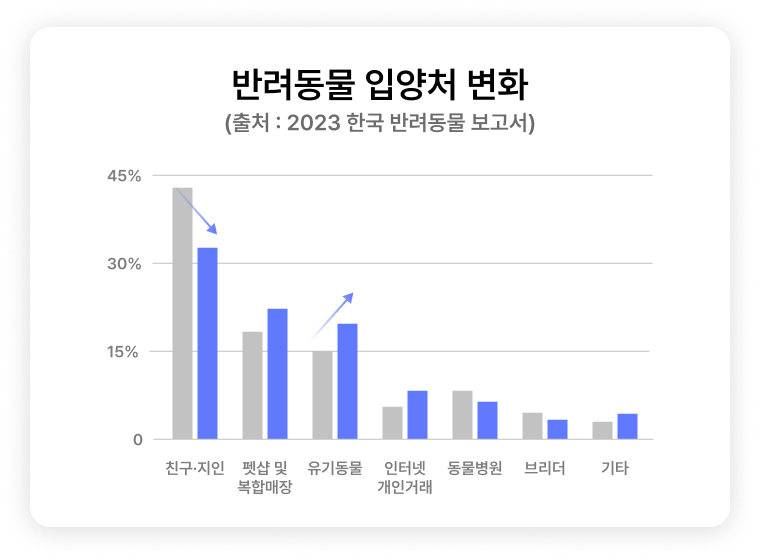 반려동물 입양처 변화
(출처 : 2023 한국 반려동물 보고서)
45%
30%
15%
0
친구·지인 펫샵 및 유기동물 인터넷 동물병원 브리더 기타
복합매장 개인거래